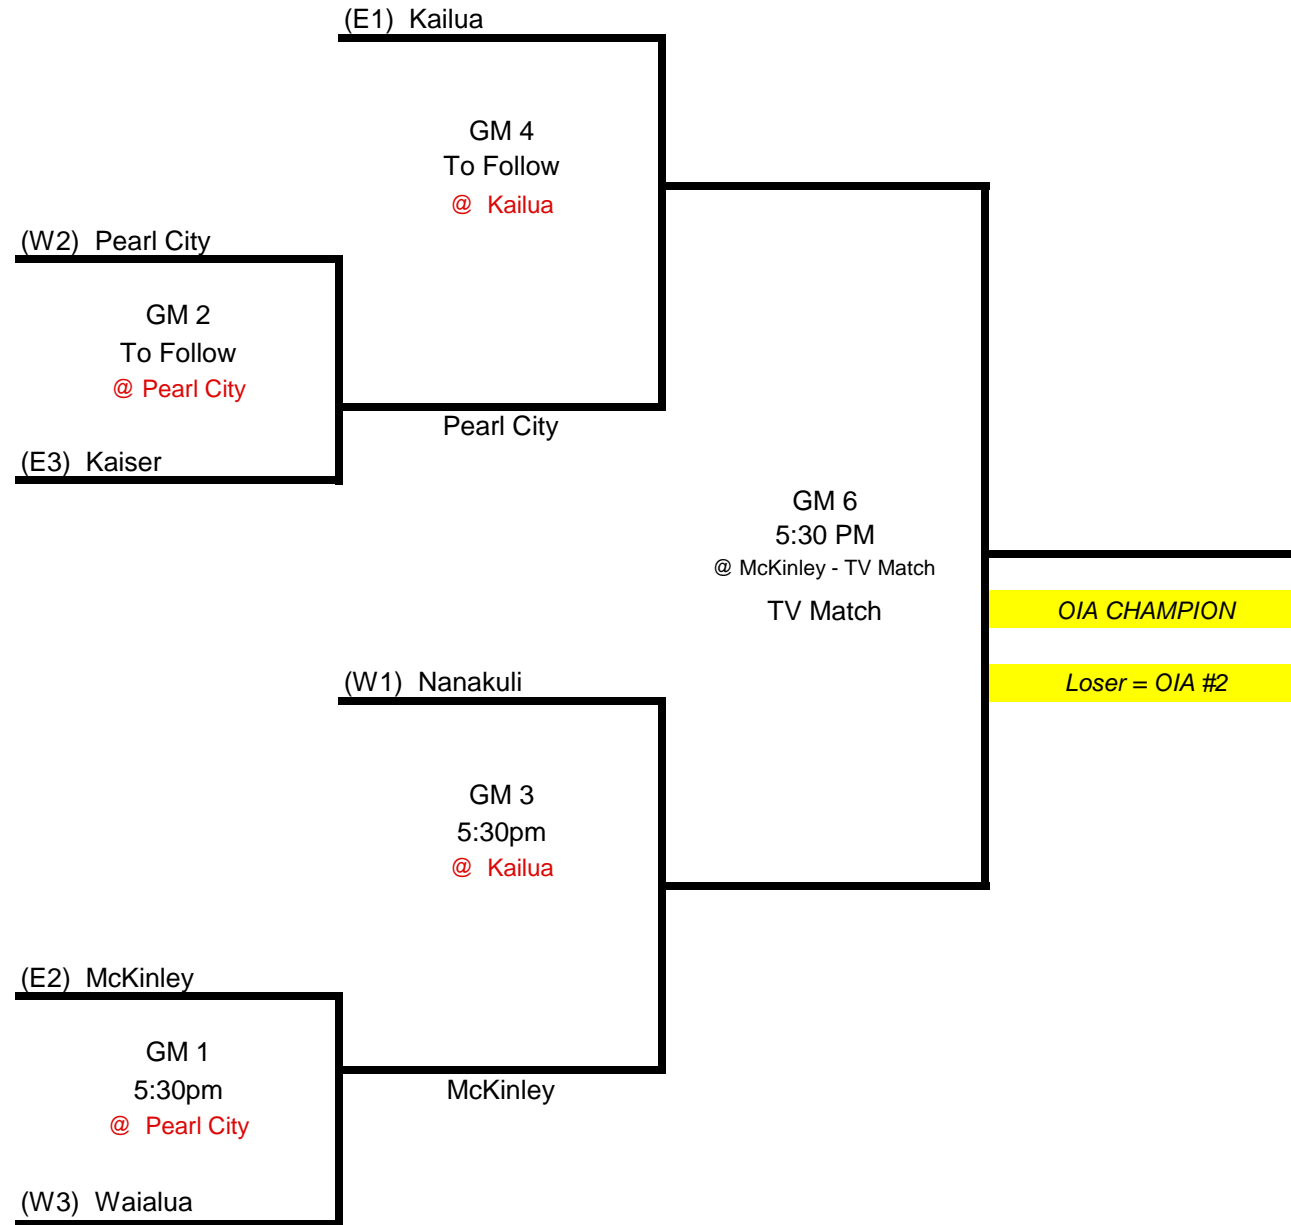 (E1) Kailua
GM 4
To Follow
@ Kailua
(W2) Pearl City
GM 2
To Follow
@ Pearl City
Pearl City
(E3) Kaiser
GM 6
5:30 PM
@ McKinley - TV Match
TV Match
OIA CHAMPION
Loser = OIA #2
(W1) Nanakuli
GM 3
5:30pm
@ Kailua
(E2) McKinley
GM 1
5:30pm
@ Pearl City
McKinley
(W3) Waialua